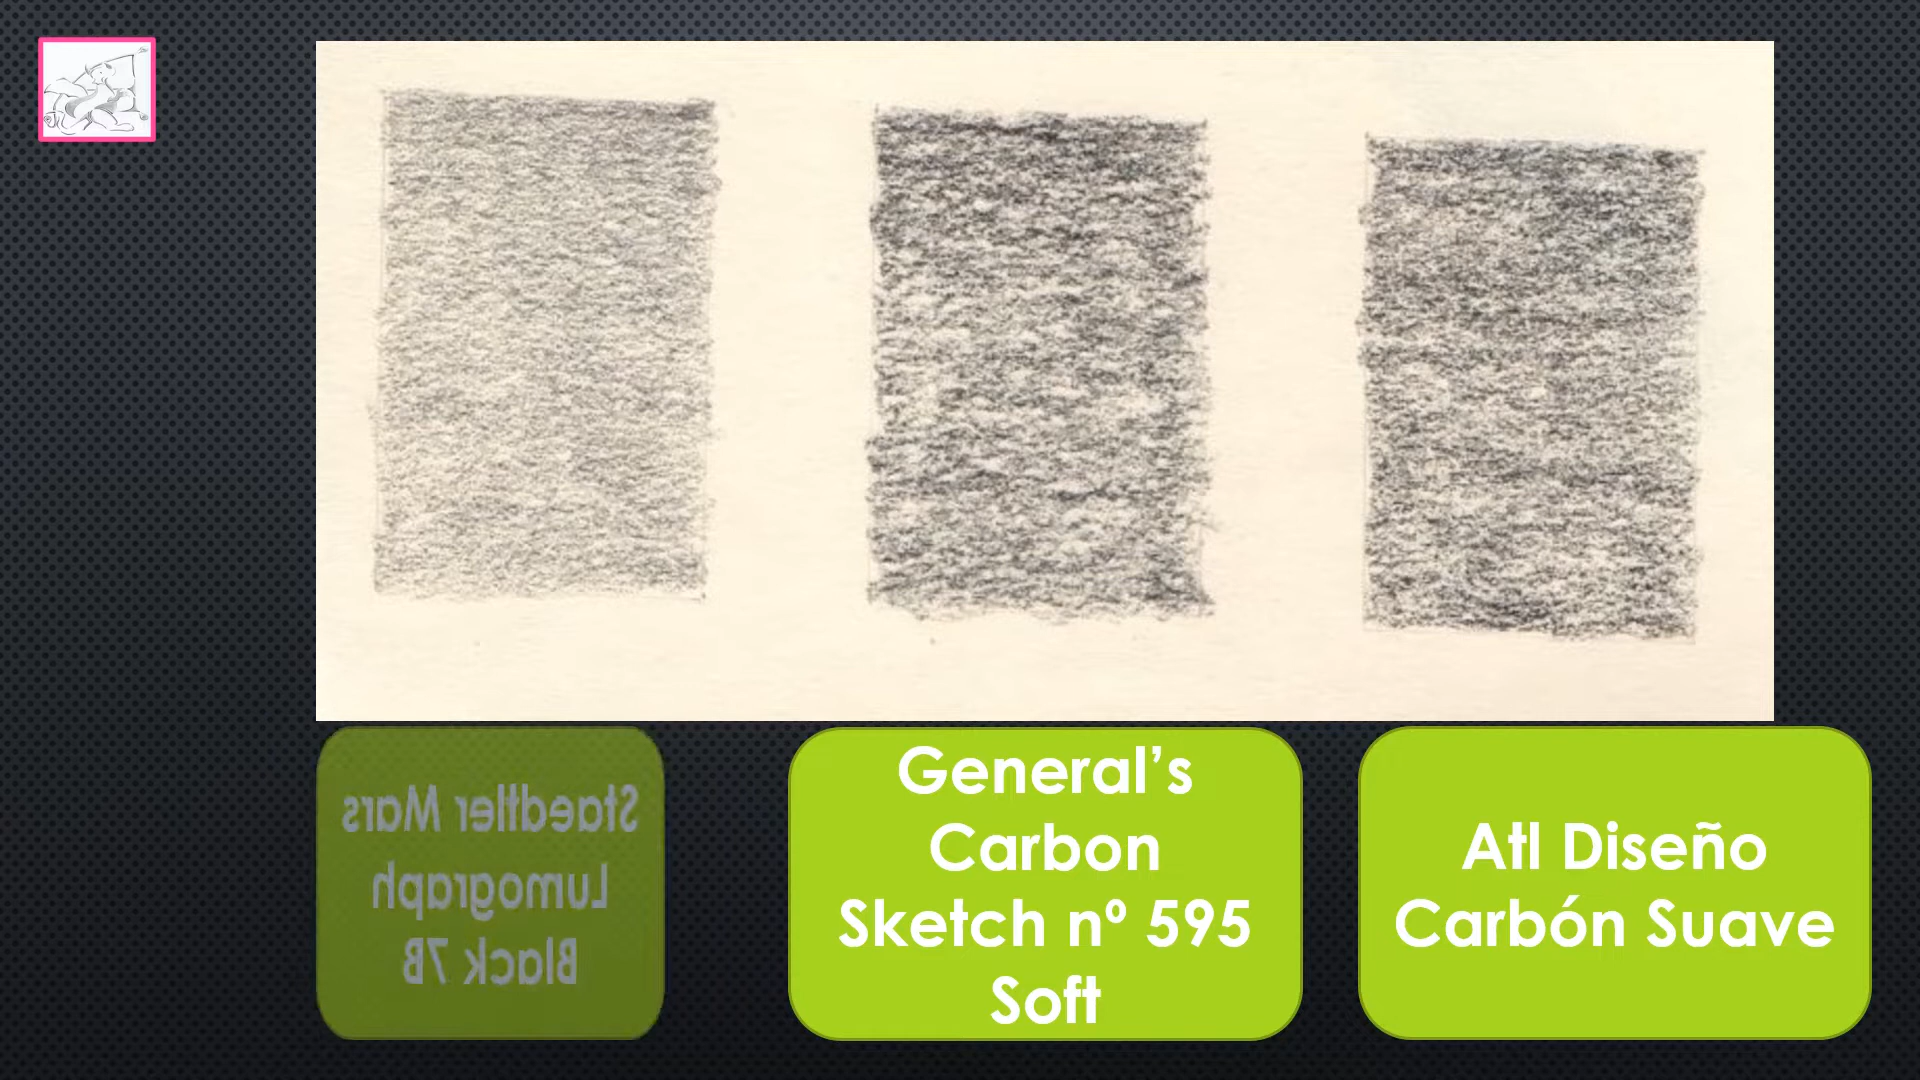 Staedtler Mars
Lumograph
Black 7B
General’s
Carbon
Sketch nº 595
Soft
Atl Diseño
Carbón Suave